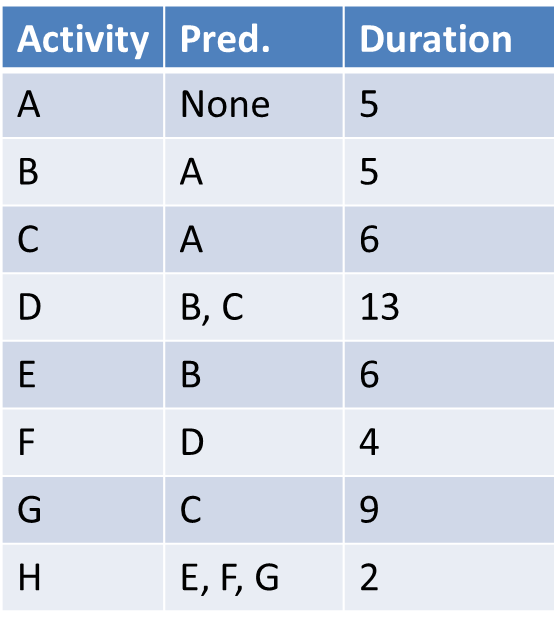 Activity Pred. Duration
A None 5
B A 5
C A 6
D B, C 13
E B 6
F D 4
G C 9
H E, F, G 2